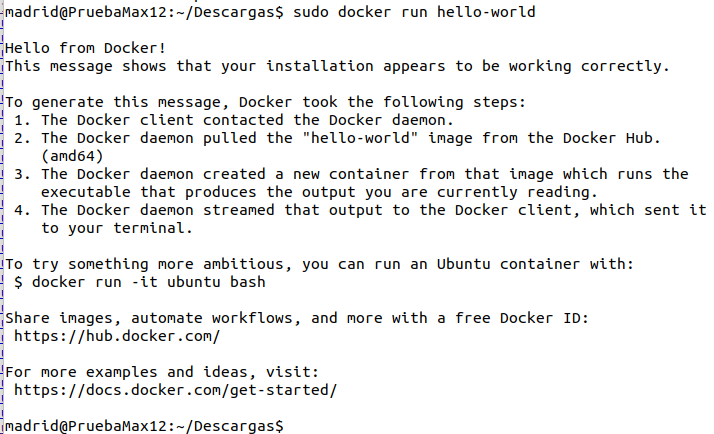 madrid@PruebaMax12:~/Descargas$ sudo docker run hello-world
Hello from Docker!
This message shows that your installation appears to be working correctly.
To generate this message, Docker took the following steps:
1. The Docker client contacted the Docker daemon.
2. The Docker daemon pulled the "hello-world" image from the Docker Hub.
(amd64)
3. The Docker daemon created a new container from that image which runs the
executable that produces the output you are currently reading.
4. The Docker daemon streamed that output to the Docker client, which sent it
to your terminal.
To try something more ambitious, you can run an Ubuntu container with:
$ docker run -it ubuntu bash
Share images, automate workflows, and more with a free Docker ID:
https://hub.docker.com/
For more examples and ideas, visit:
https://docs.docker.com/get-started/
madrid@PruebaMax12:~/Descargas$